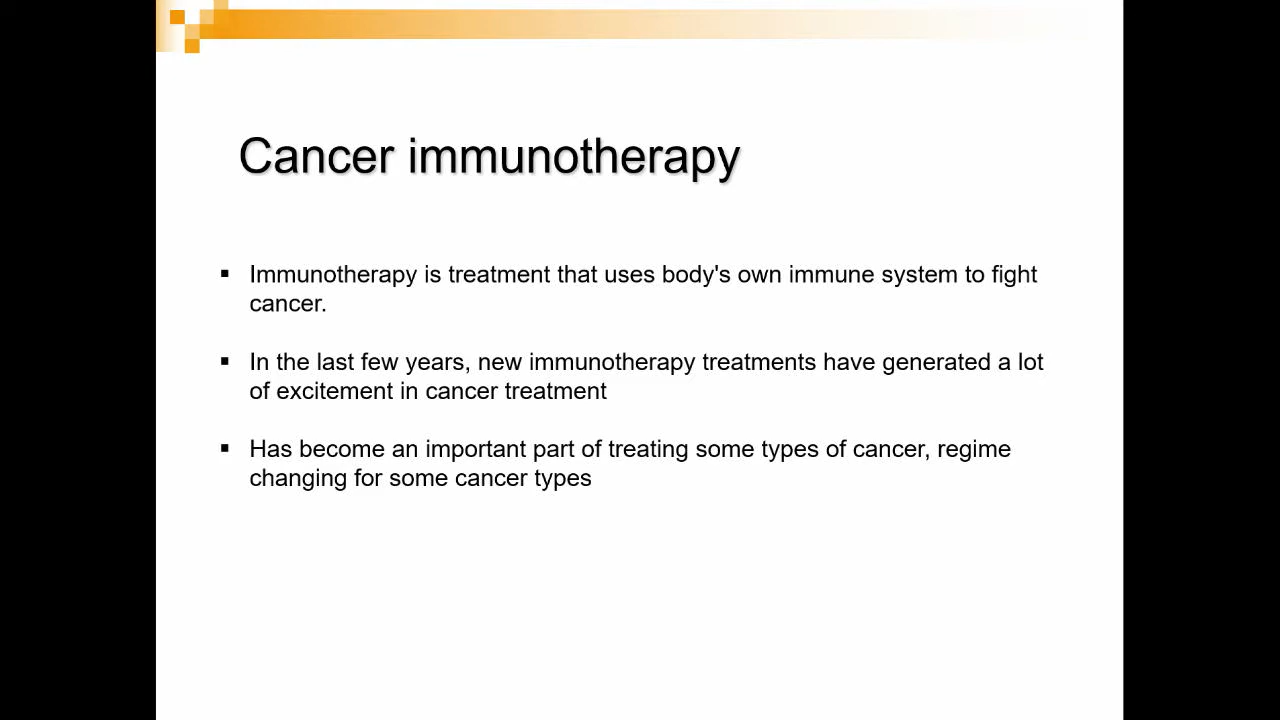 Cancer immunotherapy
▪ Immunotherapy is treatment that uses body's own immune system to fight
cancer.
▪ In the last few years, new immunotherapy treatments have generated a lot
of excitement in cancer treatment
▪ Has become an important part of treating some types of cancer, regime
changing for some cancer types